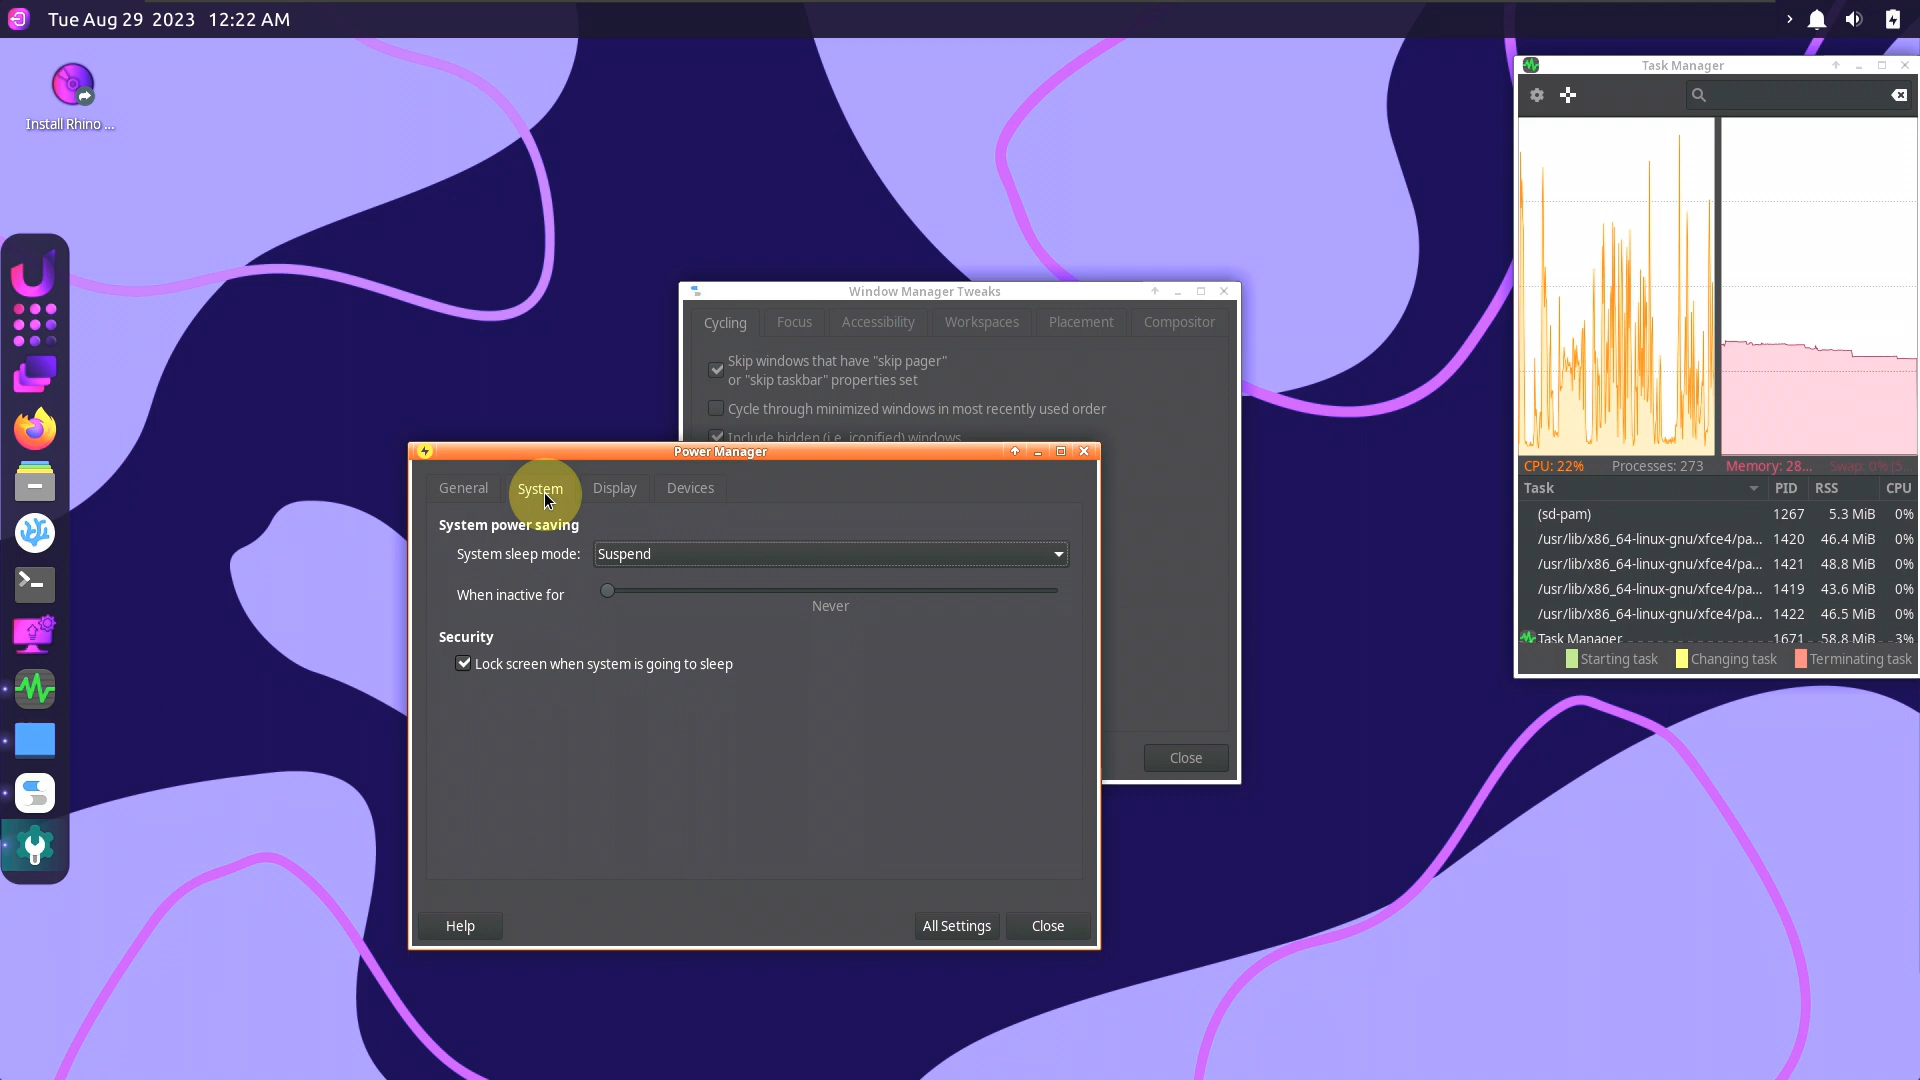 Tue Aug 29 2023 12:22 AM
Install Rhino ...
Task Manager
CPU: 22% Processes: 273 Memory: 28...
Task PID RSS CPU
(sd-pam) 1267 5.3 MiB 0%
/usr/lib/x86_64-linux-gnu/xfce4/pa... 1420 46.4 MiB 0%
/usr/lib/x86_64-linux-gnu/xfce4/pa... 1421 48.8 MiB 0%
/usr/lib/x86_64-linux-gnu/xfce4/pa... 1419 43.6 MiB 0%
/usr/lib/x86_64-linux-gnu/xfce4/pa... 1422 46.5 MiB 0%
Task Manager 1671 58.8 MiB 3%
Starting task Changing task Terminating task
Window Manager Tweaks
Cycling Focus Accessibility Workspaces Placement Compositor
Skip windows that have "skip pager"
or "skip taskbar" properties set
Cycle through minimized windows in most recently used order
Include hidden (i.e. iconified) windows
Close
Power Manager
General System Display Devices
System power saving
System sleep mode: Suspend
When inactive for
Never
Security
Lock screen when system is going to sleep
Help All Settings Close